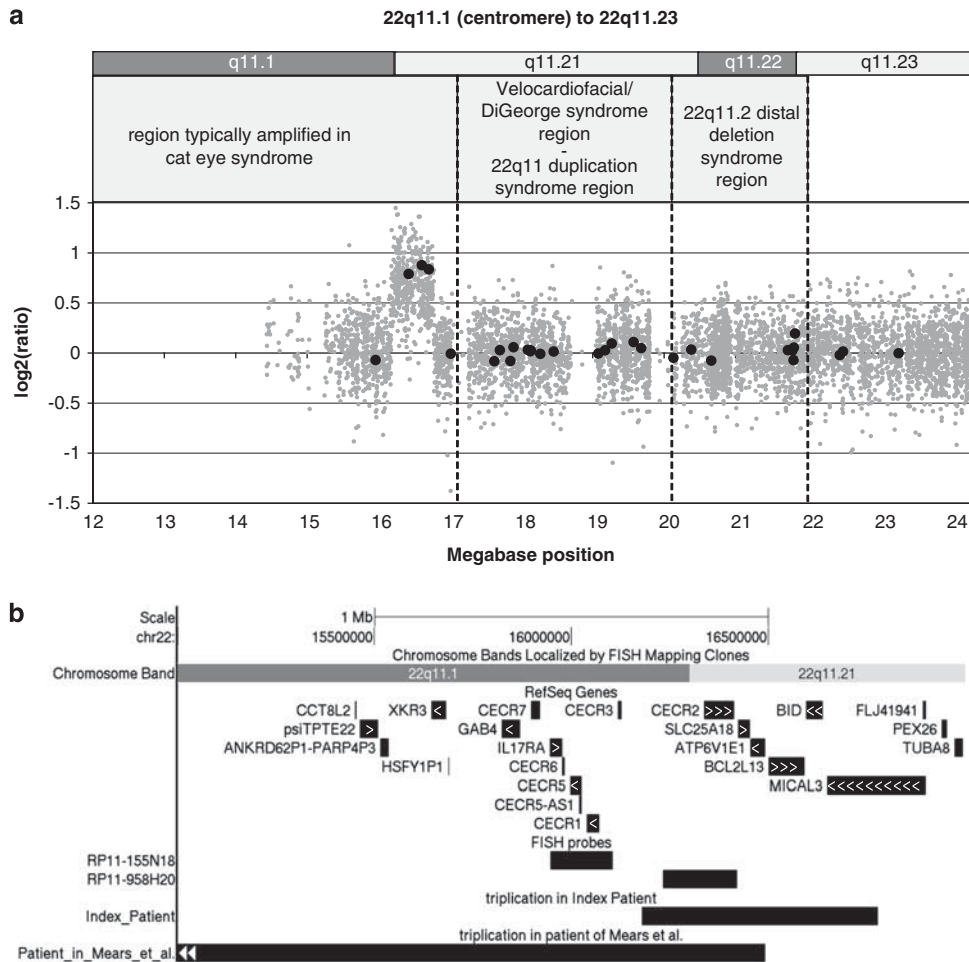 a
22q11.1 (centromere) to 22q11.23
q11.1 q11.21 q11.22 q11.23
region typically amplified in
cat eye syndrome
Velocardiofacial/
DiGeorge syndrome
region
-
22q11 duplication
syndrome region
22q11.2 distal
deletion
syndrome
region
log2(ratio)
1.5
1
0.5
0
-0.5
-1
-1.5
12 13 14 15 16 17 18 19 20 21 22 23 24
Megabase position
b
Scale 1 Mb
chr22: 15500000 16000000 16500000
Chromosome Bands Localized by FISH Mapping Clones
Chromosome Band 22q11.1 22q11.21
RefSeq Genes
CCT8L2 XKR3 < CECR7 CECR3 CECR2 >>> BID << FLJ41941
psiTPTE22 > GAB4 < SLC25A18 > PEX26
ANKRD62P1-PARP4P3 IL17RA > ATP6V1E1 < TUBA8
HSFY1P1 CECR6 BCL2L13 >>>
CECR5 < MICAL3 <<<<<<<<<<
CECR5-AS1
CECR1 <
FISH probes
RP11-155N18
RP11-958H20
triplication in Index Patient
Index_Patient
triplication in patient of Mears et al.
Patient_in_Mears_et_al. <<